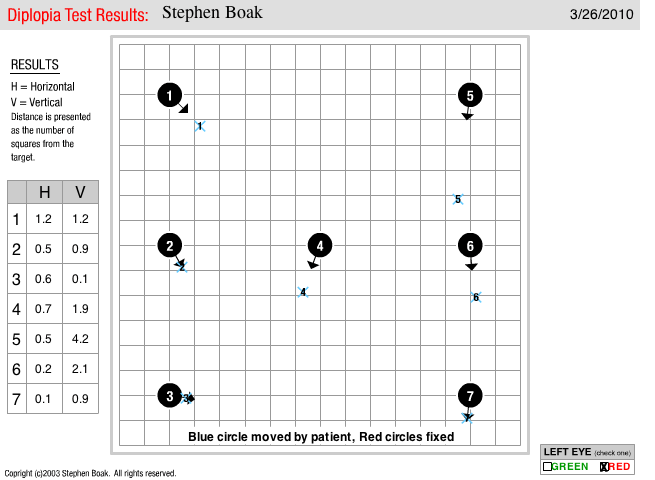 Diplopia Test Results: Stephen Boak 3/26/2010
RESULTS
H = Horizontal
V = Vertical
Distance is presented
as the number of
squares from the
target.
H V
1 1.2 1.2
2 0.5 0.9
3 0.6 0.1
4 0.7 1.9
5 0.5 4.2
6 0.2 2.1
7 0.1 0.9
1 5
1
5
2 4 6
2
4
6
3 3 7
7
Blue circle moved by patient, Red circles fixed
LEFT EYE (check one)
GREEN RED
Copyright (c)2003 Stephen Boak. All rights reserved.